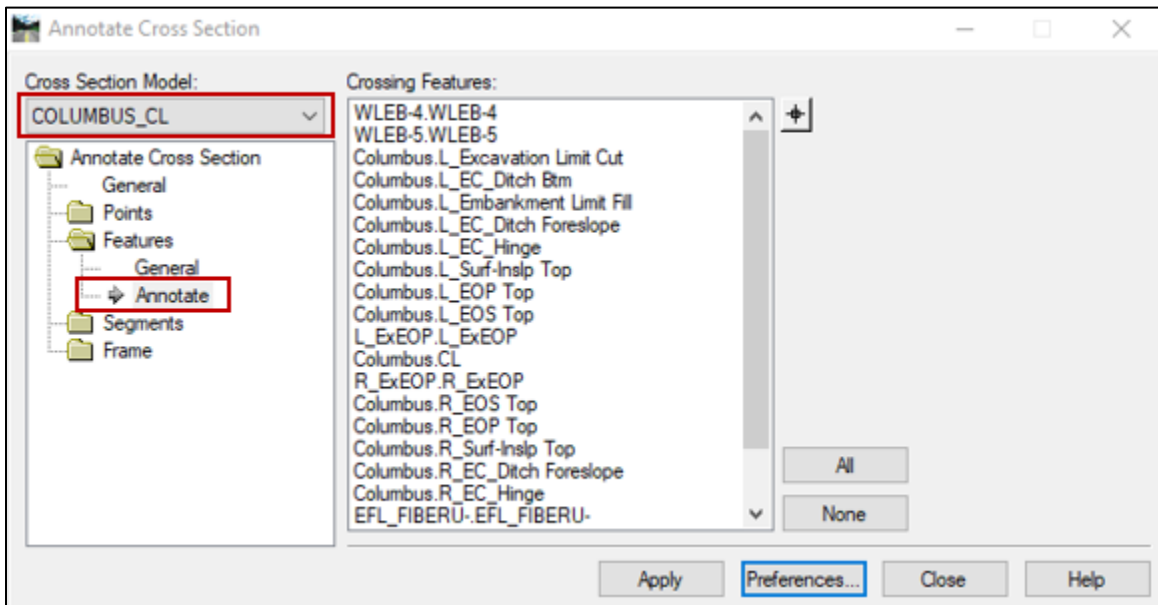 Annotate Cross Section
Cross Section Model:
COLUMBUS_CL
Annotate Cross Section
General
Points
Features
General
Annotate
Segments
Frame
Crossing Features:
WLEB-4.WLEB-4
WLEB-5.WLEB-5
Columbus.L_Excavation Limit Cut
Columbus.L_EC_Ditch Btm
Columbus.L_Embankment Limit Fill
Columbus.L_EC_Ditch Foreslope
Columbus.L_EC_Hinge
Columbus.L_Surf-Inslp Top
Columbus.L_EOP Top
Columbus.L_EOS Top
L_ExEOP.L_ExEOP
Columbus.CL
R_ExEOP.R_ExEOP
Columbus.R_EOS Top
Columbus.R_EOP Top
Columbus.R_Surf-Inslp Top
Columbus.R_EC_Ditch Foreslope
Columbus.R_EC_Hinge
EFL_FIBERU-.EFL_FIBERU-
All
None
Apply
Preferences...
Close
Help